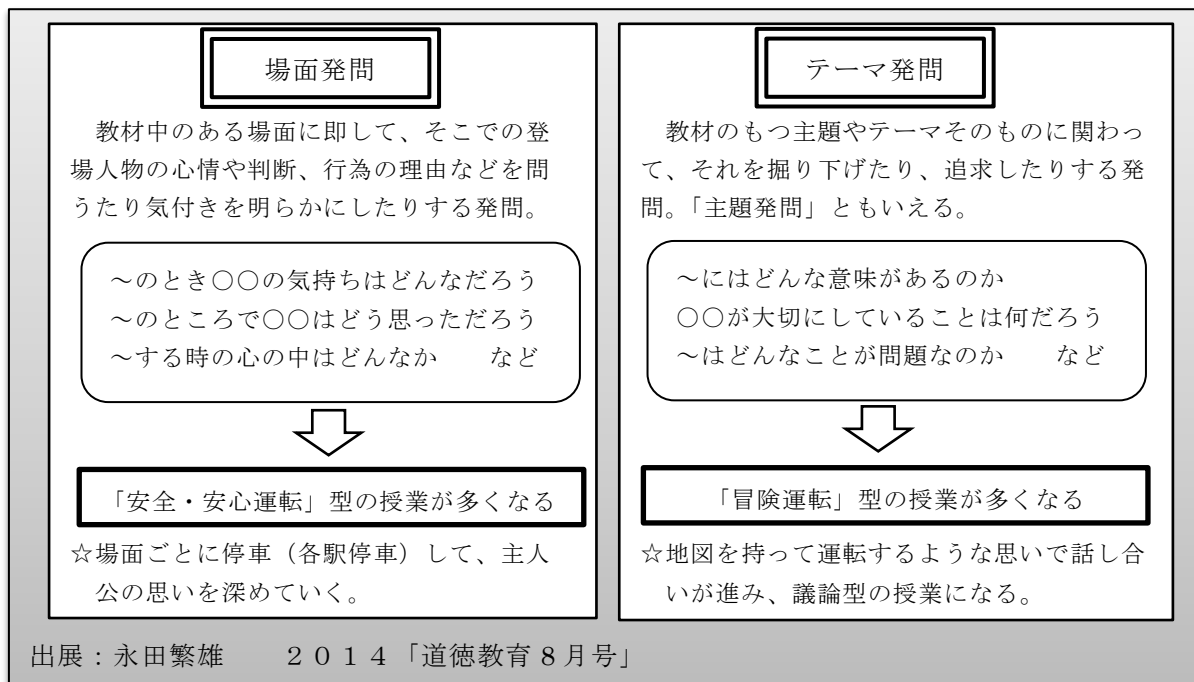 場面発問
教材中のある場面に即して、そこでの登
場人物の心情や判断、行為の理由などを問
うたり気付きを明らかにしたりする発問。
～のとき○○の気持ちはどんなだろう
～のところで○○はどう思っただろう
～する時の心の中はどんなか　　など
「安全・安心運転」型の授業が多くなる
☆場面ごとに停車（各駅停車）して、主人
公の思いを深めていく。
テーマ発問
教材のもつ主題やテーマそのものに関わっ
て、それを掘り下げたり、追求したりする発
問。「主題発問」ともいえる。
～にはどんな意味があるのか
○○が大切にしていることは何だろう
～はどんなことが問題なのか　　など
「冒険運転」型の授業が多くなる
☆地図を持って運転するような思いで話し合
いが進み、議論型の授業になる。
出展：永田繁雄　　２０１４「道徳教育８月号」